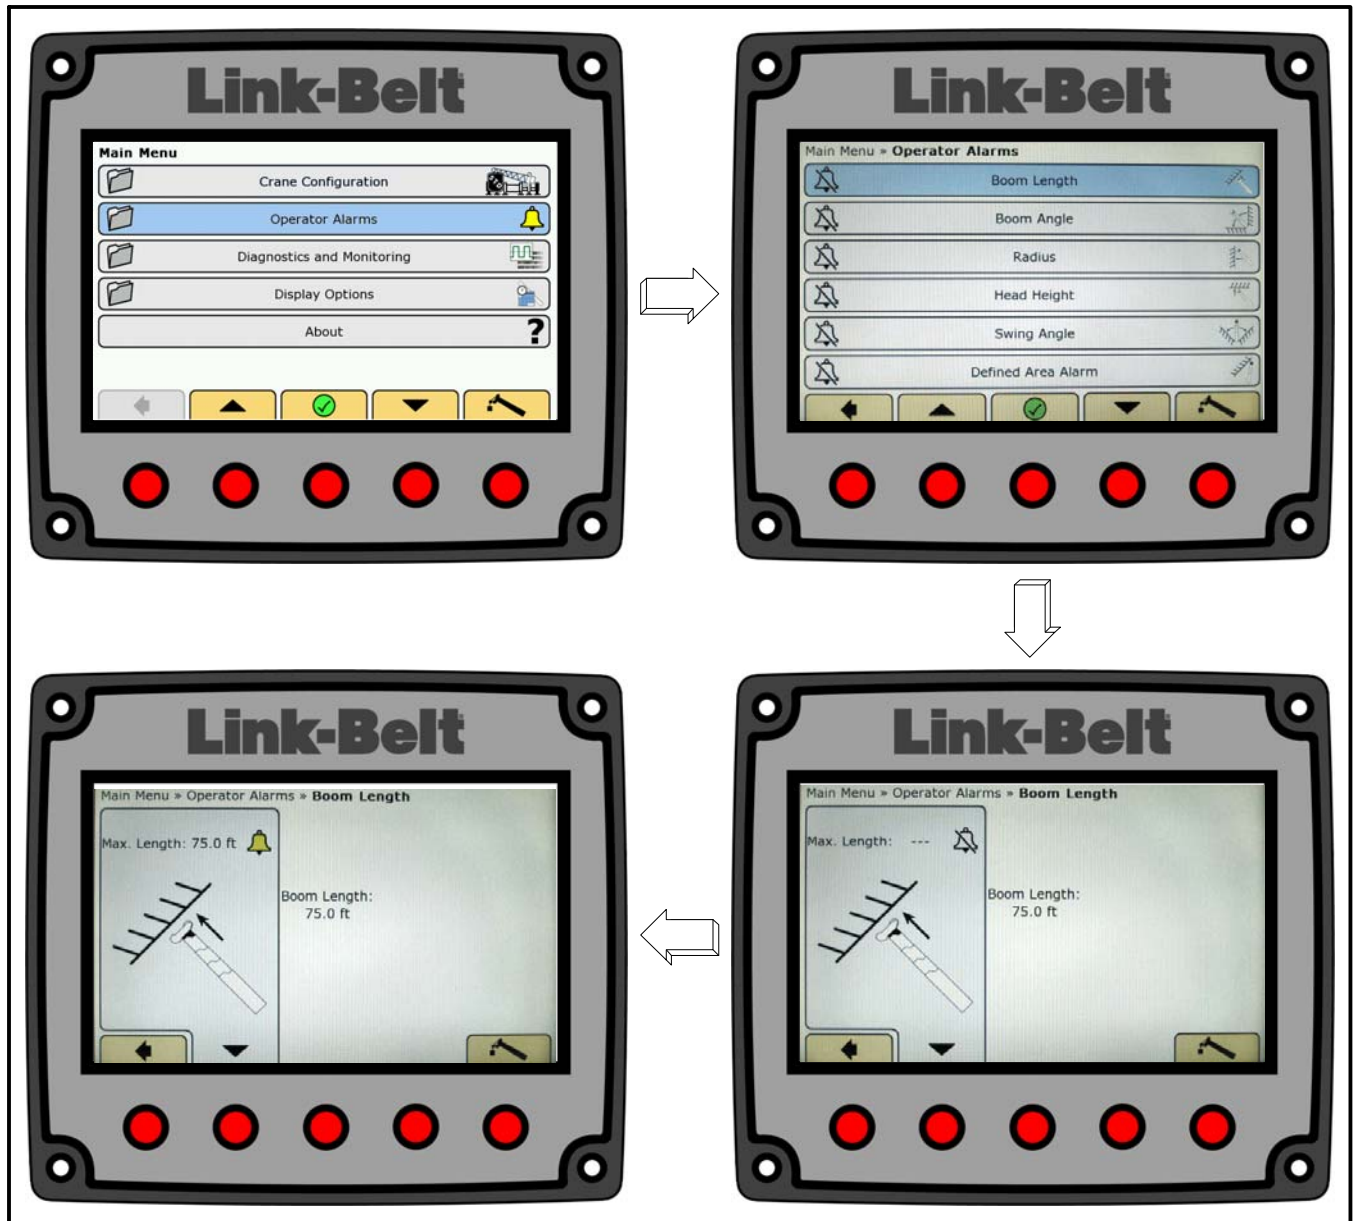 Link-Belt
Main Menu
Crane Configuration
Operator Alarms
Diagnostics and Monitoring
Display Options
About
?
Link-Belt
Main Menu » Operator Alarms
Boom Length
Boom Angle
Radius
Head Height
Swing Angle
Defined Area Alarm
Link-Belt
Main Menu » Operator Alarms » Boom Length
Max. Length: 75.0 ft
Boom Length:
75.0 ft
Link-Belt
Main Menu » Operator Alarms » Boom Length
Max. Length: ---
Boom Length:
75.0 ft